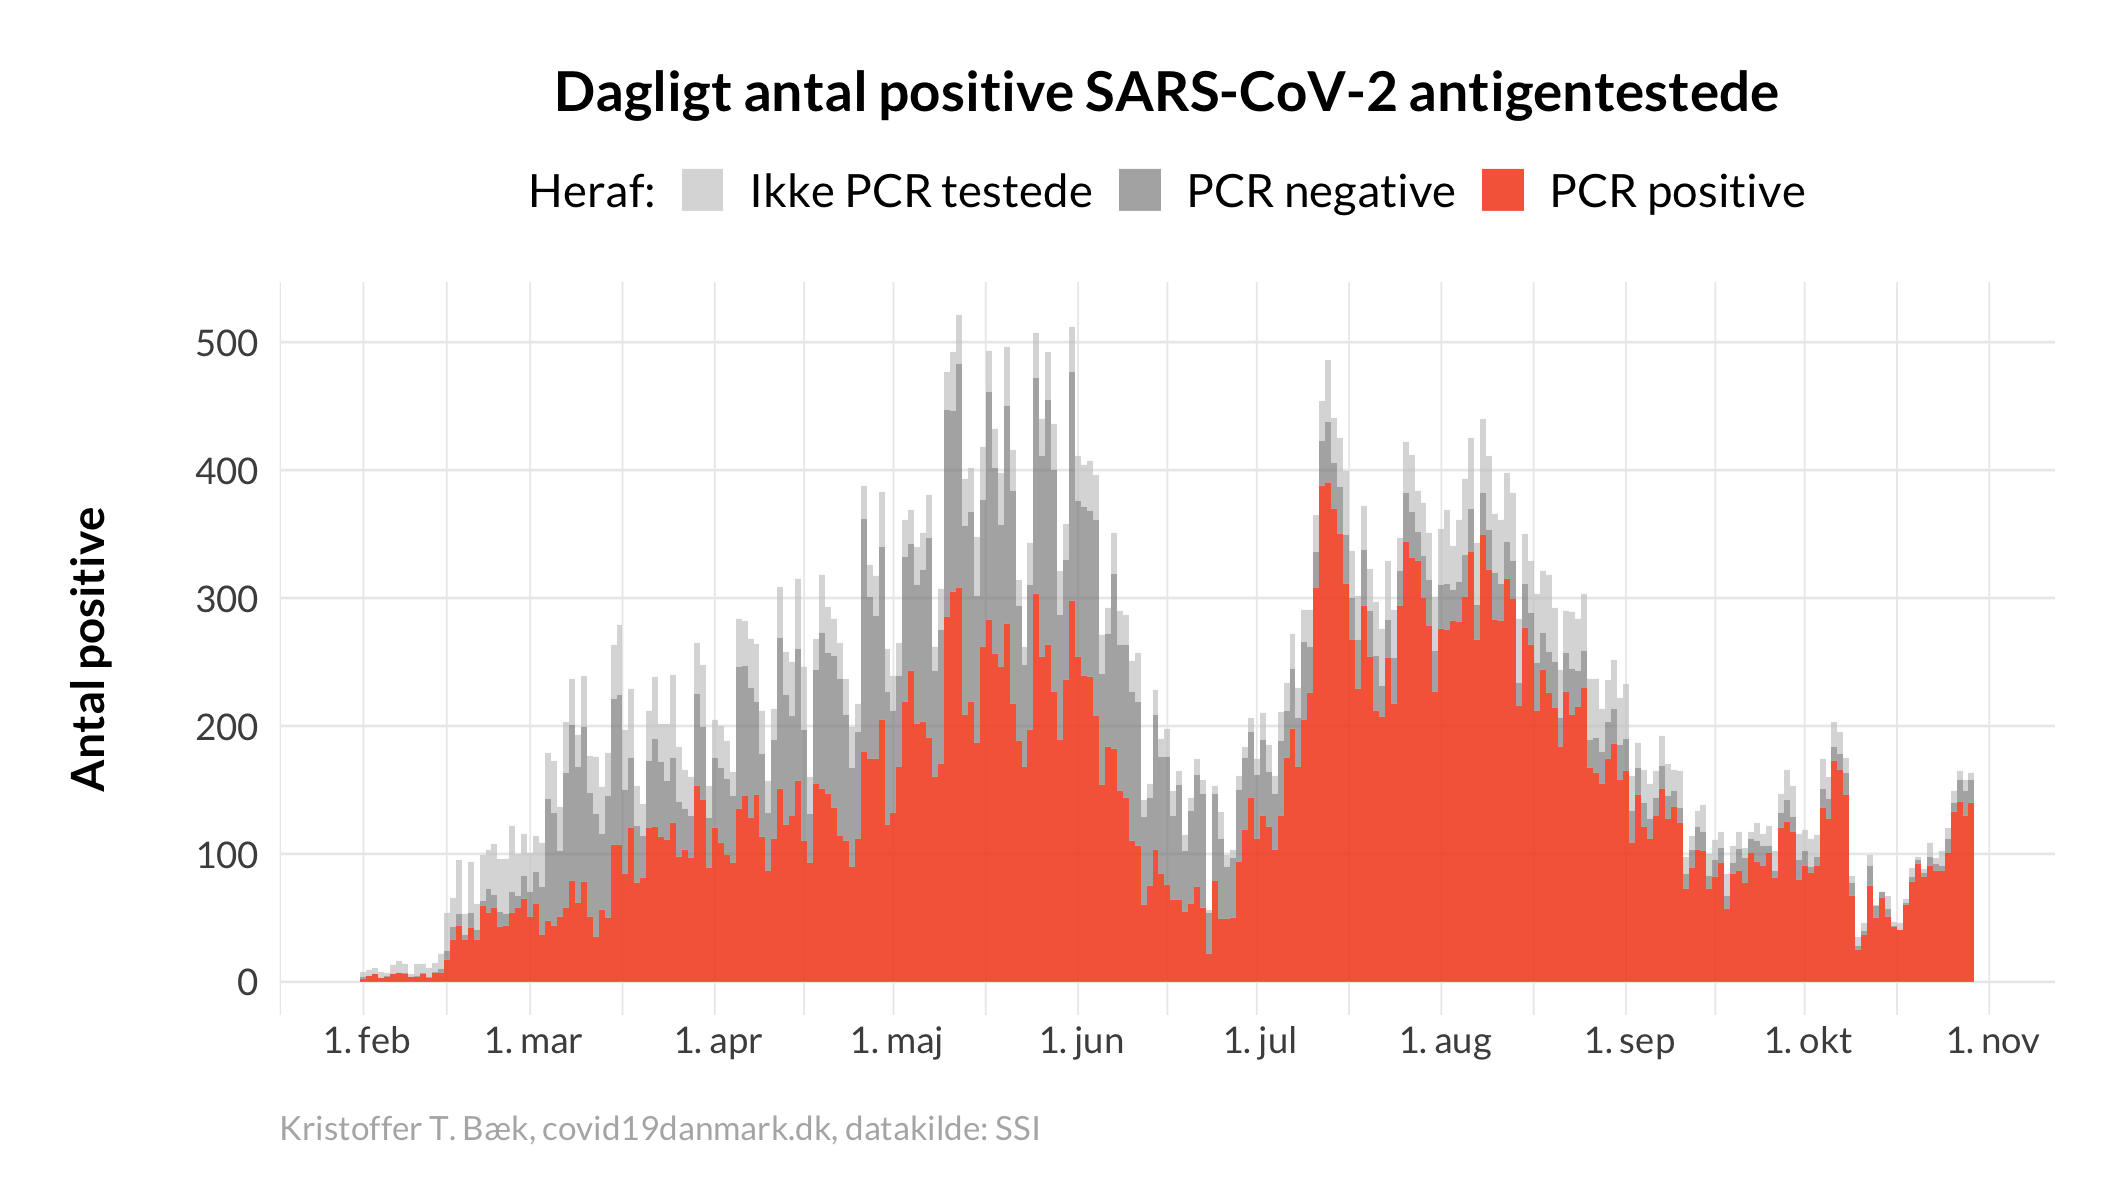 Dagligt antal positive SARS-CoV-2 antigentestede
Heraf: Ikke PCR testede PCR negative PCR positive
Antal positive
500
400
300
200
100
0
1. feb 1. mar 1. apr 1. maj 1. jun 1. jul 1. aug 1. sep 1. okt 1. nov
Kristoffer T. Bæk, covid19danmark.dk, datakilde: SSI